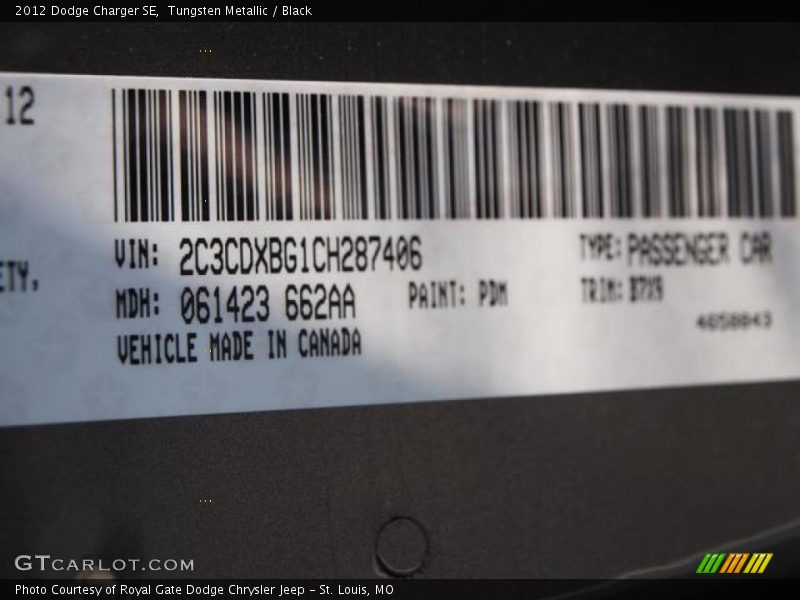 2012 Dodge Charger SE,  Tungsten Metallic / Black
12
ETY,
VIN: 2C3CDXBG1CH287406
TYPE: PASSENGER CAR
MDH: 061423 662AA
PAINT: PDM
TRIM: B7X9
VEHICLE MADE IN CANADA
4658043
GTCARLOT.COM
Photo Courtesy of Royal Gate Dodge Chrysler Jeep – St. Louis, MO